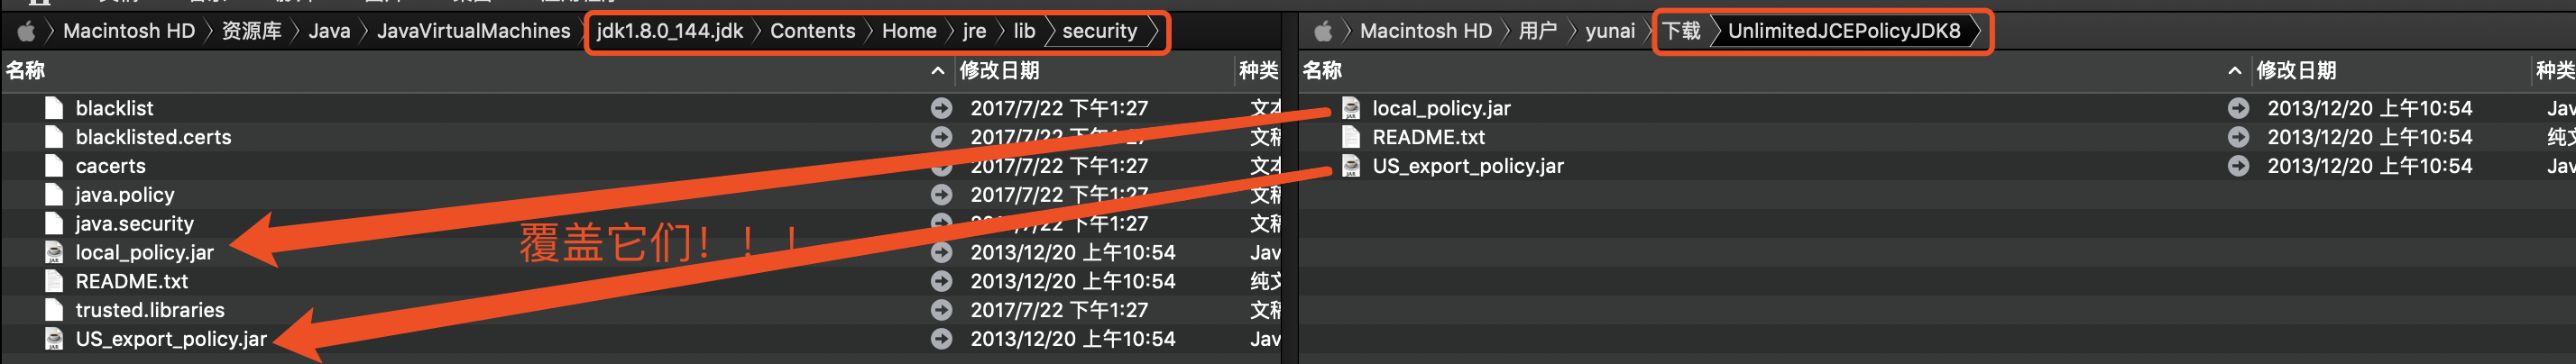 Macintosh HD 资源库 Java JavaVirtualMachines jdk1.8.0_144.jdk Contents Home jre lib security
名称 修改日期 种类
blacklist 2017/7/22 下午1:27
blacklisted.certs 2017/7/22 下午1:27 文稿
cacerts 2017/7/22 下午1:27
java.policy 2017/7/22 下午1:27 文稿
java.security 2017/7/22 下午1:27 文稿
local_policy.jar 2013/12/20 上午10:54 Jav
README.txt 2013/12/20 上午10:54 纯文
trusted.libraries 2017/7/22 下午1:27 文稿
US_export_policy.jar 2013/12/20 上午10:54 Jav
覆盖它们！！！
Macintosh HD 用户 yunai 下载 UnlimitedJCEPolicyJDK8
名称 修改日期 种类
local_policy.jar 2013/12/20 上午10:54 Jav
README.txt 2013/12/20 上午10:54 纯文
US_export_policy.jar 2013/12/20 上午10:54 Jav